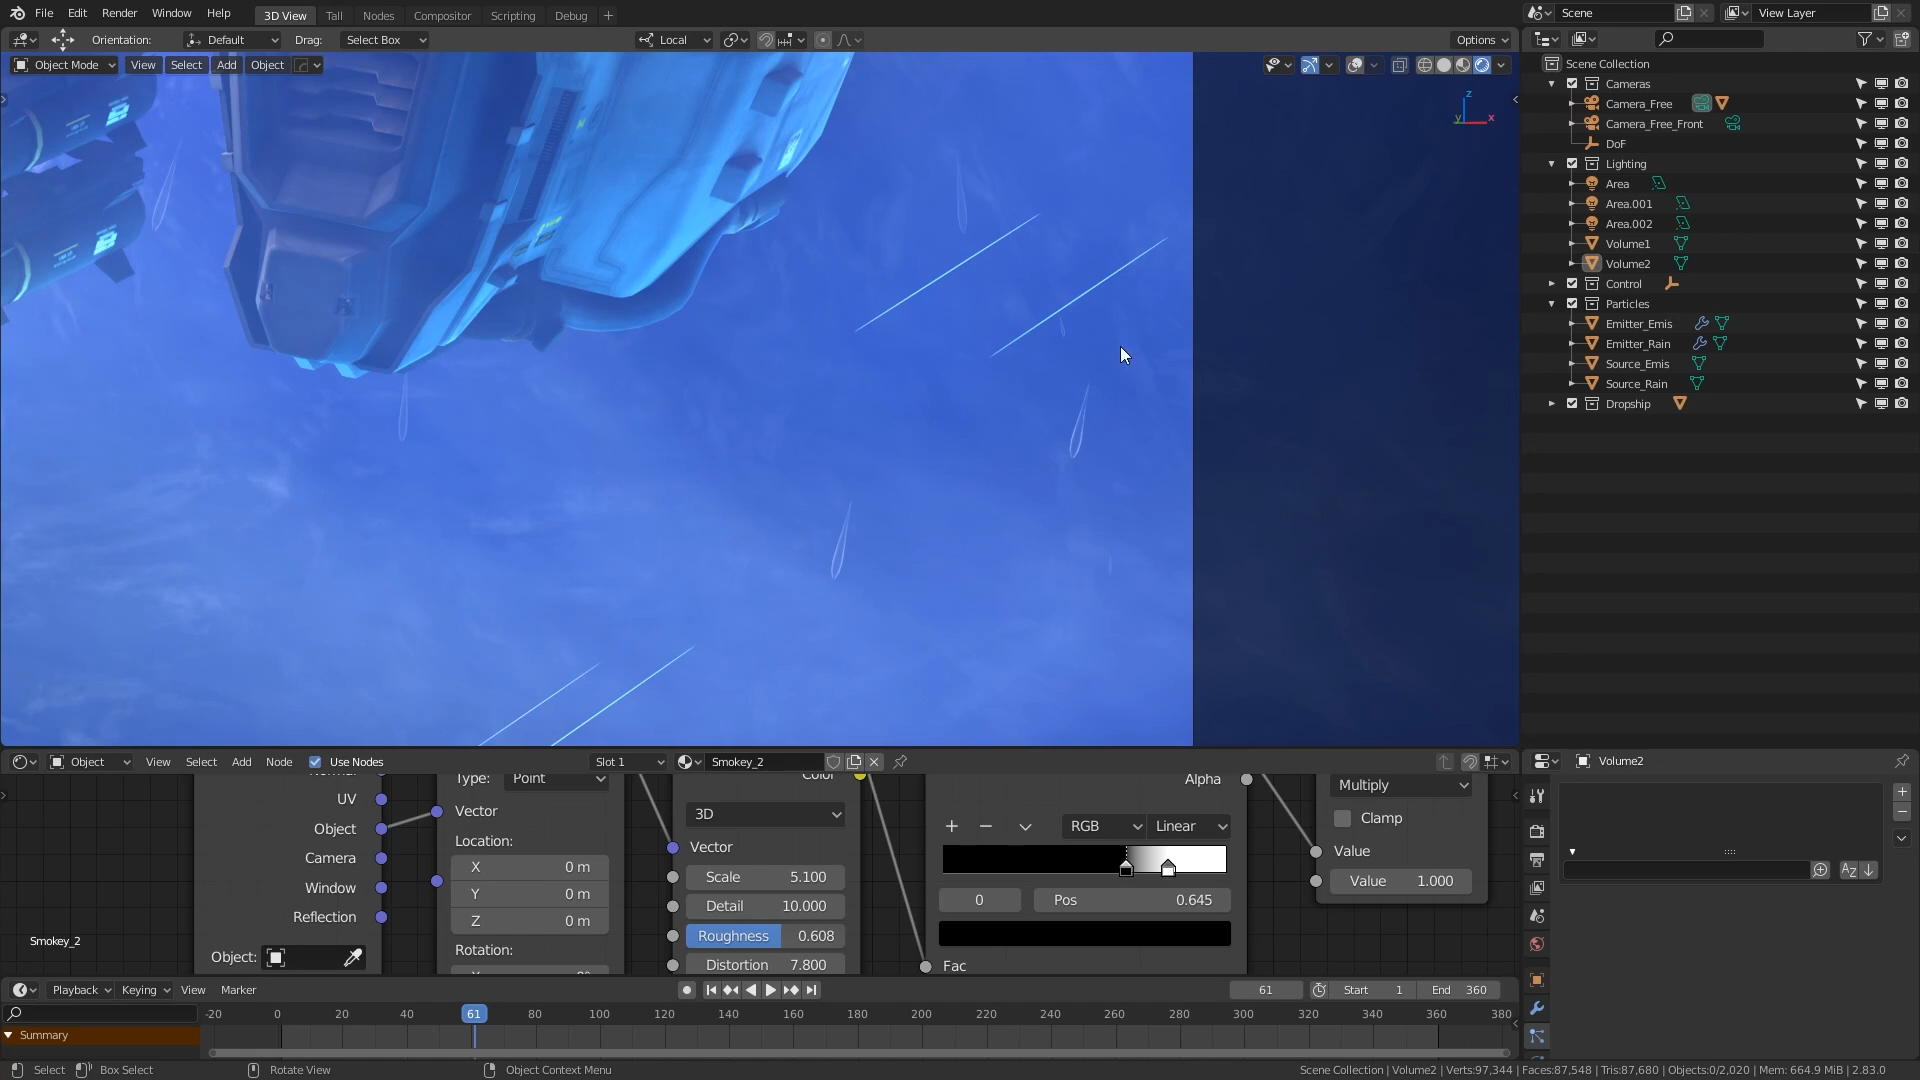 File Edit Render Window Help
3D View Tall Nodes Compositor Scripting Debug +
Scene
View Layer
Orientation: Default Drag: Select Box
Local
Options
Object Mode View Select Add Object
Z
Y
X
Scene Collection
Cameras
Camera_Free
Camera_Free_Front
DoF
Lighting
Area
Area.001
Area.002
Volume1
Volume2
Control
Particles
Emitter_Emis
Emitter_Rain
Source_Emis
Source_Rain
Dropship
Object View Select Add Node Use Nodes
Slot 1
Smokey_2
UV
Object
Camera
Window
Reflection
Object:
Smokey_2
Type: Point
Vector
Location:
X 0 m
Y 0 m
Z 0 m
Rotation:
Color
3D
Vector
Scale 5.100
Detail 10.000
Roughness 0.608
Distortion 7.800
Alpha
RGB Linear
0
Pos 0.645
Fac
Multiply
Clamp
Value
Value 1.000
Volume2
Playback Keying View Marker
61
Start 1
End 360
-20 0 20 40 61 80 100 120 140 160 180 200 220 240 260 280 300 320 340 360 380
Summary
Select Box Select Rotate View Object Context Menu
Scene Collection | Volume2 | Verts:97,344 | Faces:87,548 | Tris:87,680 | Objects:0/2,020 | Mem: 664.9 MiB | 2.83.0